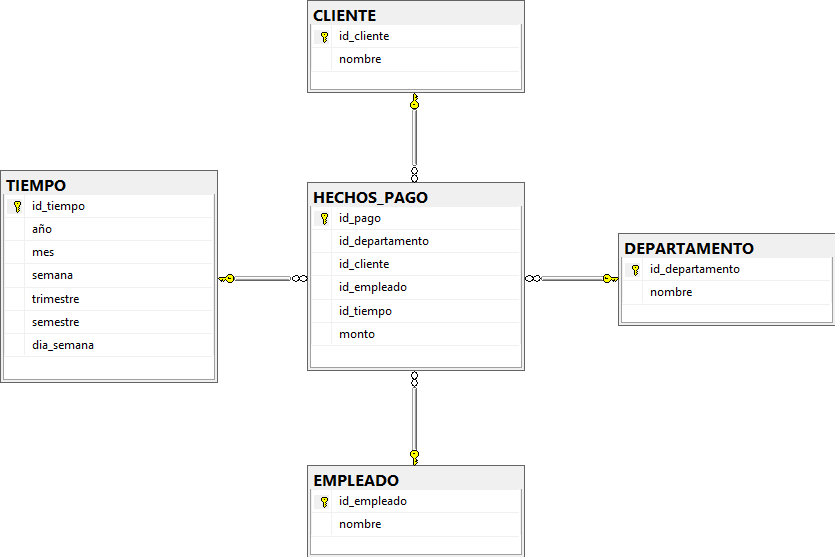 CLIENTE
id_cliente
nombre
TIEMPO
id_tiempo
año
mes
semana
trimestre
semestre
dia_semana
HECHOS_PAGO
id_pago
id_departamento
id_cliente
id_empleado
id_tiempo
monto
DEPARTAMENTO
id_departamento
nombre
EMPLEADO
id_empleado
nombre